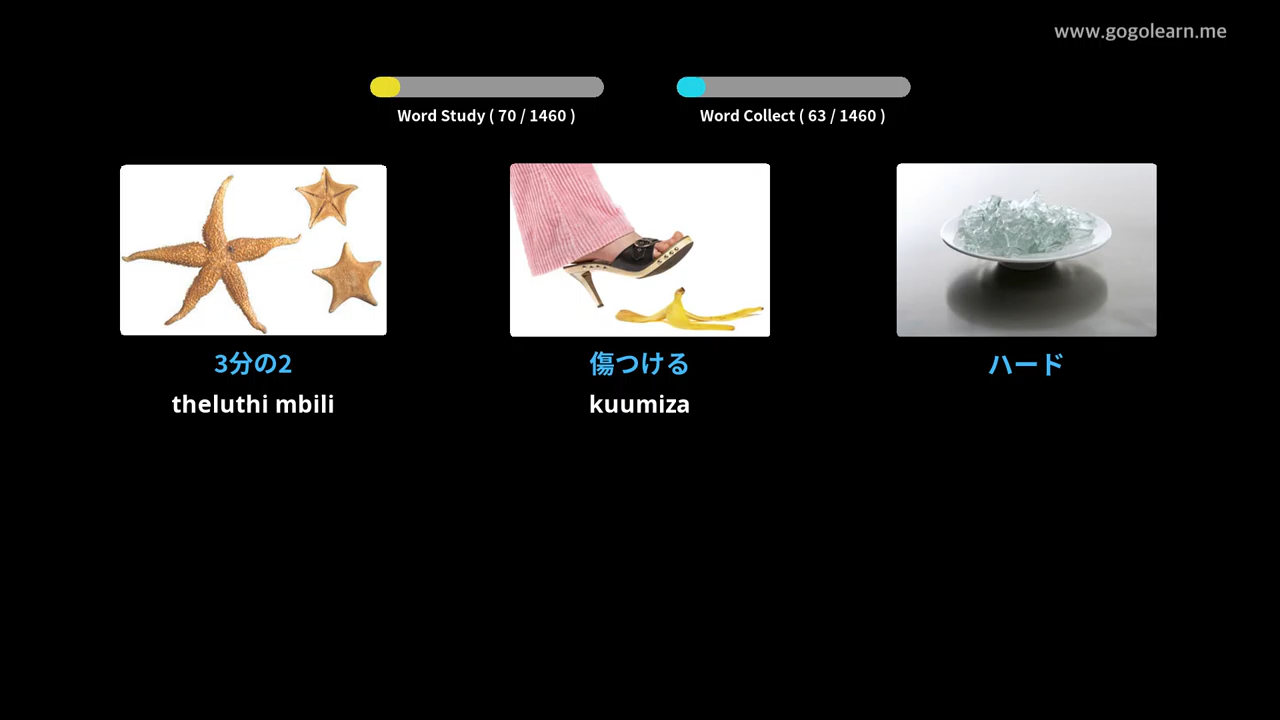 www.gogolearn.me
Word Study ( 70 / 1460 )
Word Collect ( 63 / 1460 )
3分の2
傷つける
ハード
theluthi mbili
kuumiza